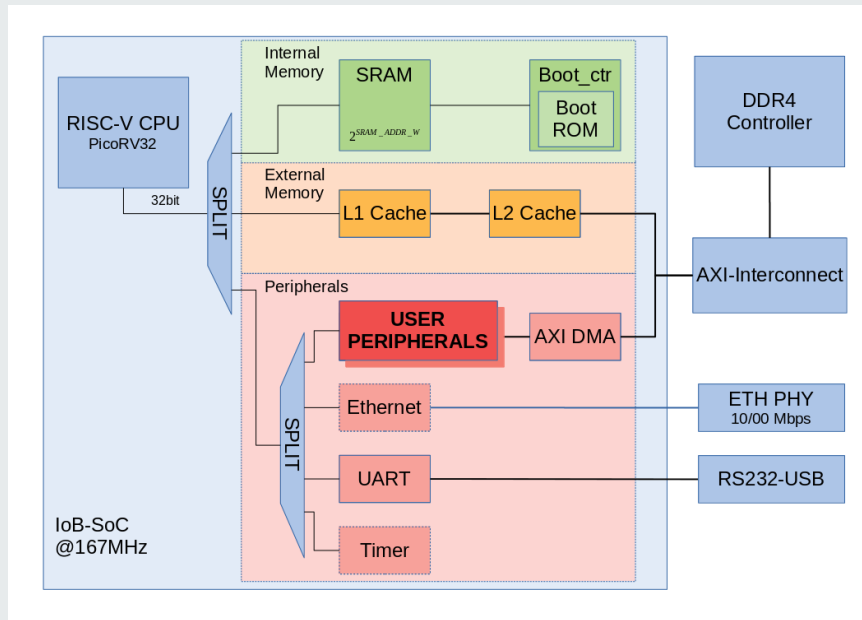 Internal
Memory
SRAM
2^SRAM_ADDR_W
Boot_ctr
Boot
ROM
RISC-V CPU
PicoRV32
32bit
SPLIT
External
Memory
L1 Cache
L2 Cache
DDR4
Controller
AXI-Interconnect
Peripherals
USER
PERIPHERALS
AXI DMA
SPLIT
Ethernet
ETH PHY
10/00 Mbps
UART
RS232-USB
Timer
IoB-SoC
@167MHz